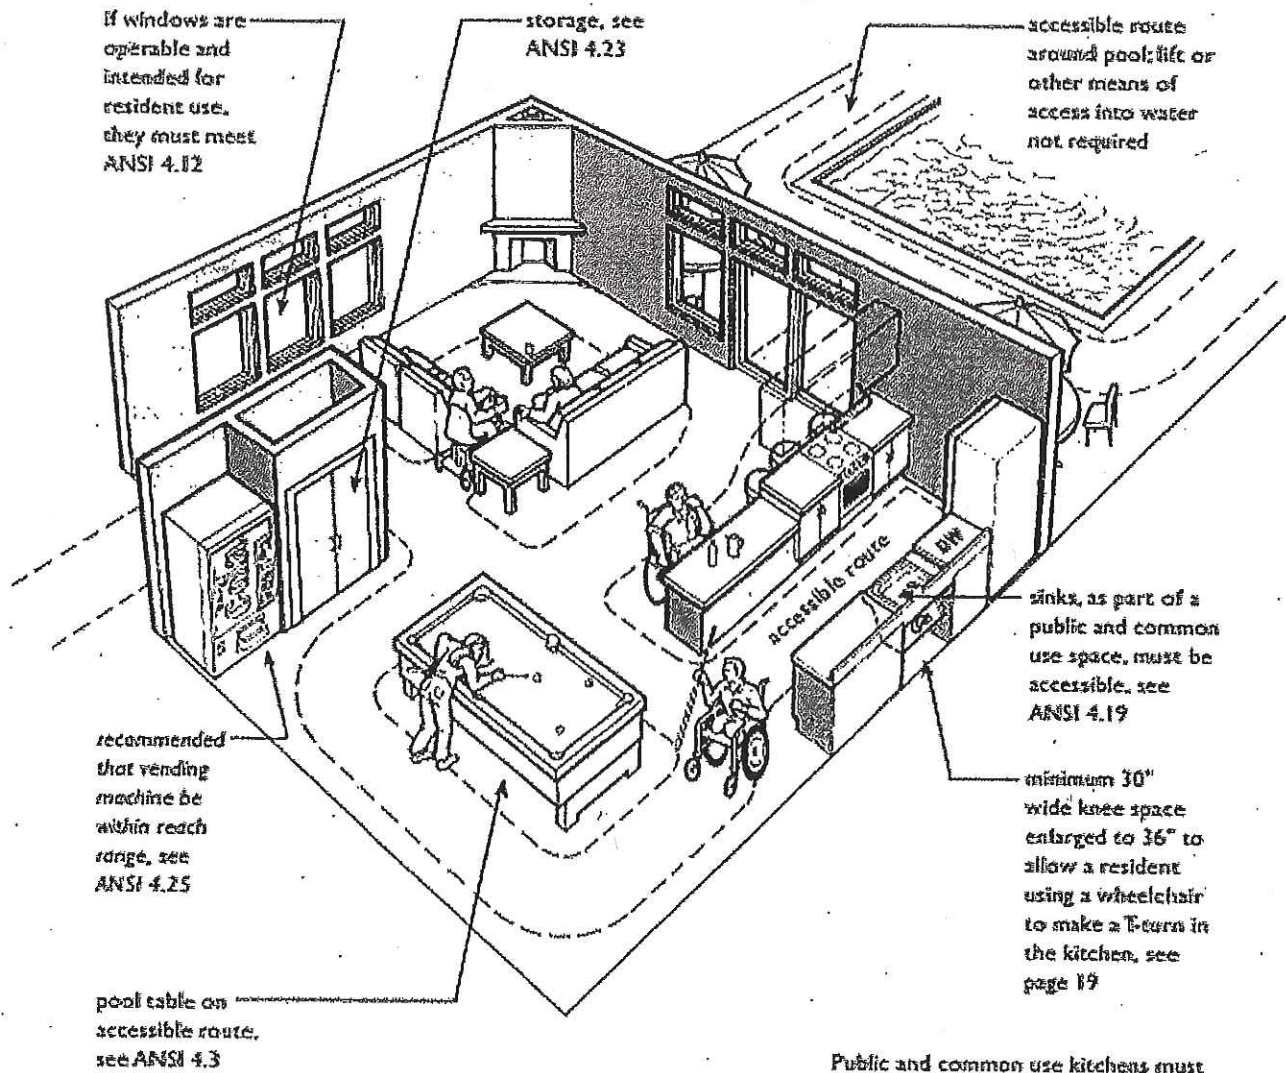 If windows are
operable and
intended for
resident use,
they must meet
ANSI 4.12
storage, see
ANSI 4.23
accessible route
around pool; lift or
other means of
access into water
not required
accessible route
DW
sinks, as part of a
public and common
use space, must be
accessible, see
ANSI 4.19
recommended
that vending
machine be
within reach
range, see
ANSI 4.25
minimum 30"
wide knee space
enlarged to 36" to
allow a resident
using a wheelchair
to make a T-turn in
the kitchen, see
page 19
pool table on
accessible route,
see ANSI 4.3
Public and common use kitchens must